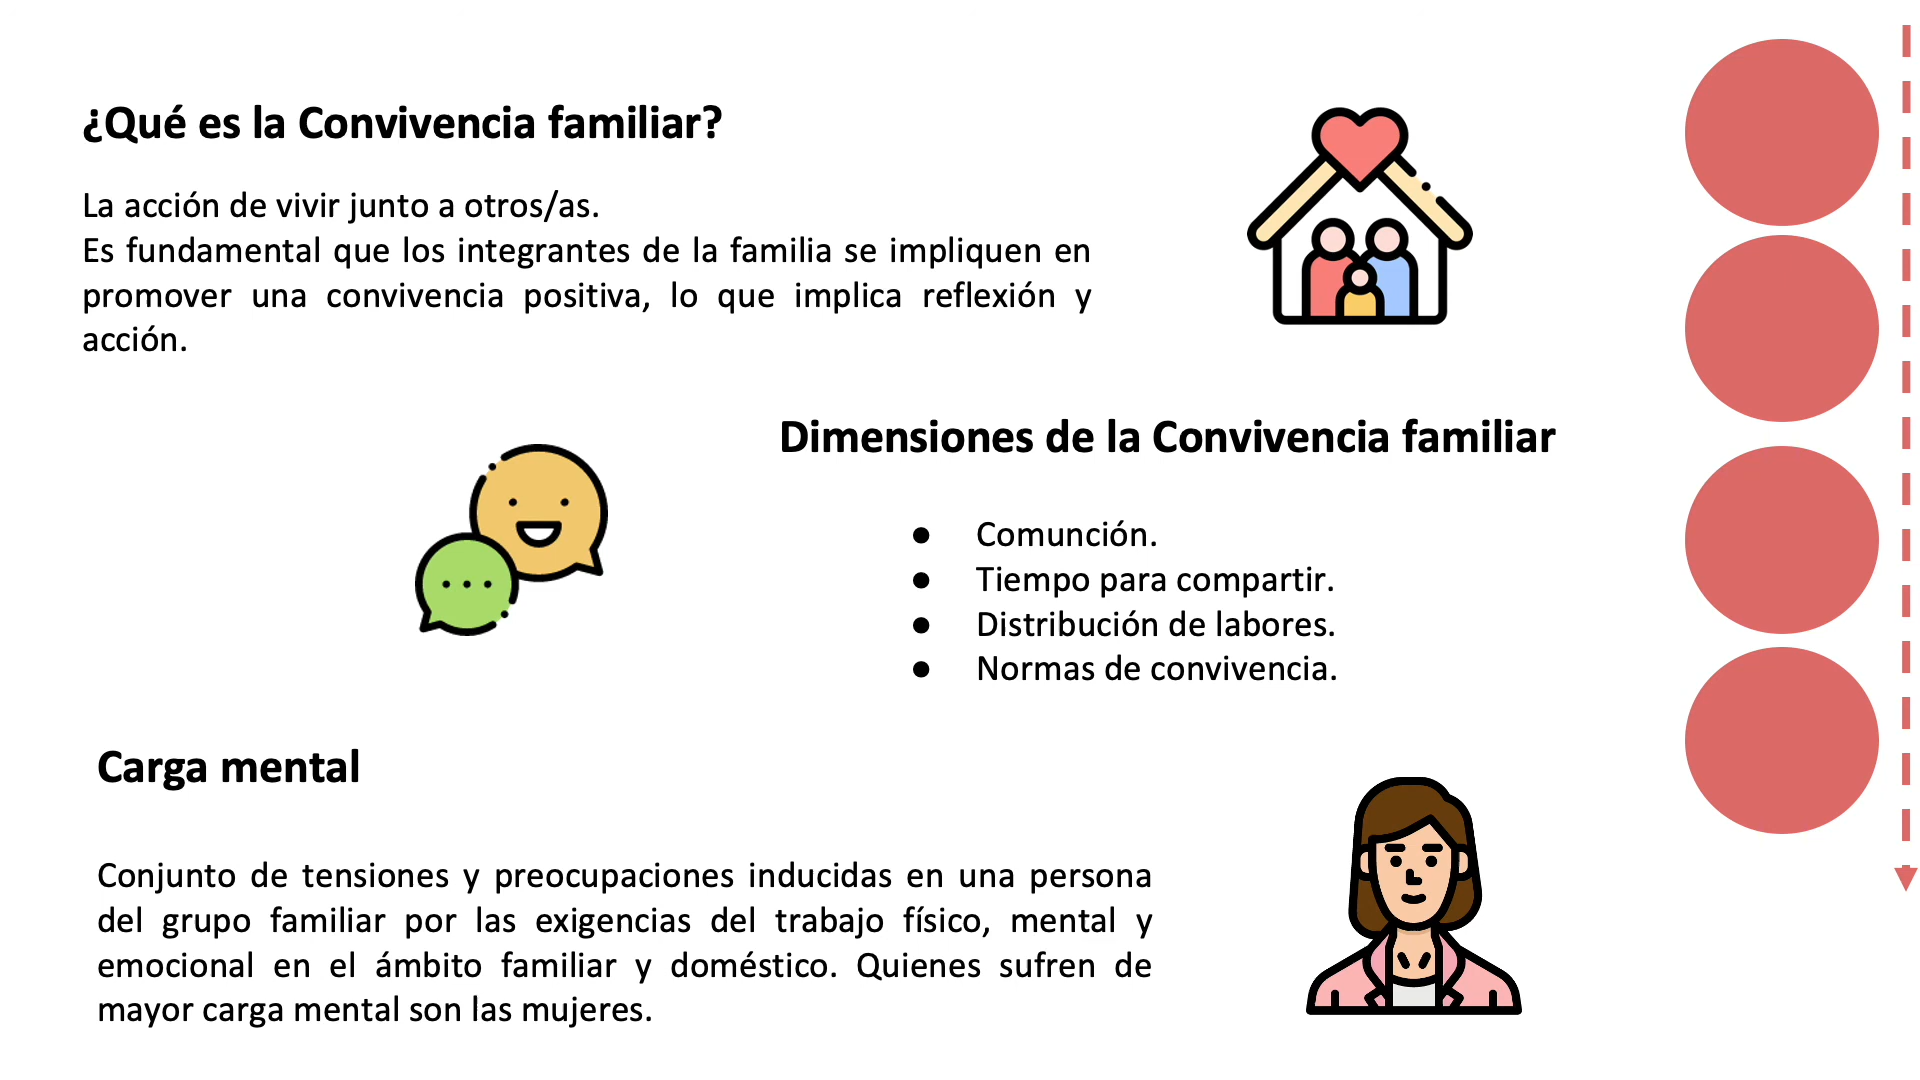 ¿Qué es la Convivencia familiar?
La acción de vivir junto a otros/as.
Es fundamental que los integrantes de la familia se impliquen en
promover una convivencia positiva, lo que implica reflexión y
acción.
Dimensiones de la Convivencia familiar
● Comunción.
● Tiempo para compartir.
● Distribución de labores.
● Normas de convivencia.
Carga mental
Conjunto de tensiones y preocupaciones inducidas en una persona
del grupo familiar por las exigencias del trabajo físico, mental y
emocional en el ámbito familiar y doméstico. Quienes sufren de
mayor carga mental son las mujeres.